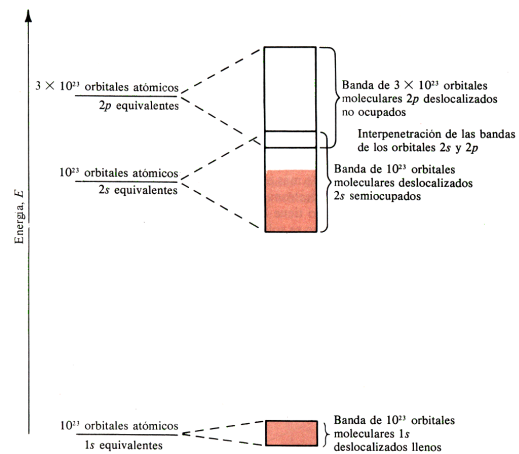 3 × 10²³ orbitales atómicos
2p equivalentes
Banda de 3 × 10²³ orbitales
moleculares 2p deslocalizados
no ocupados
Interpenetración de las bandas
de los orbitales 2s y 2p
10²³ orbitales atómicos
2s equivalentes
Banda de 10²³ orbitales
moleculares deslocalizados
2s semiocupados
Energía, E
10²³ orbitales atómicos
1s equivalentes
Banda de 10²³ orbitales
moleculares 1s
deslocalizados llenos